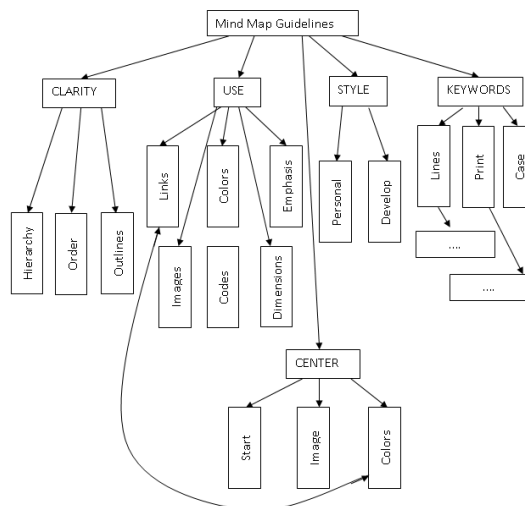 Mind Map Guidelines
CLARITY
USE
STYLE
KEYWORDS
Links
Colors
Emphasis
Personal
Develop
Lines
Print
Case
Hierarchy
Order
Outlines
Images
Codes
Dimensions
....
....
CENTER
Start
Image
Colors